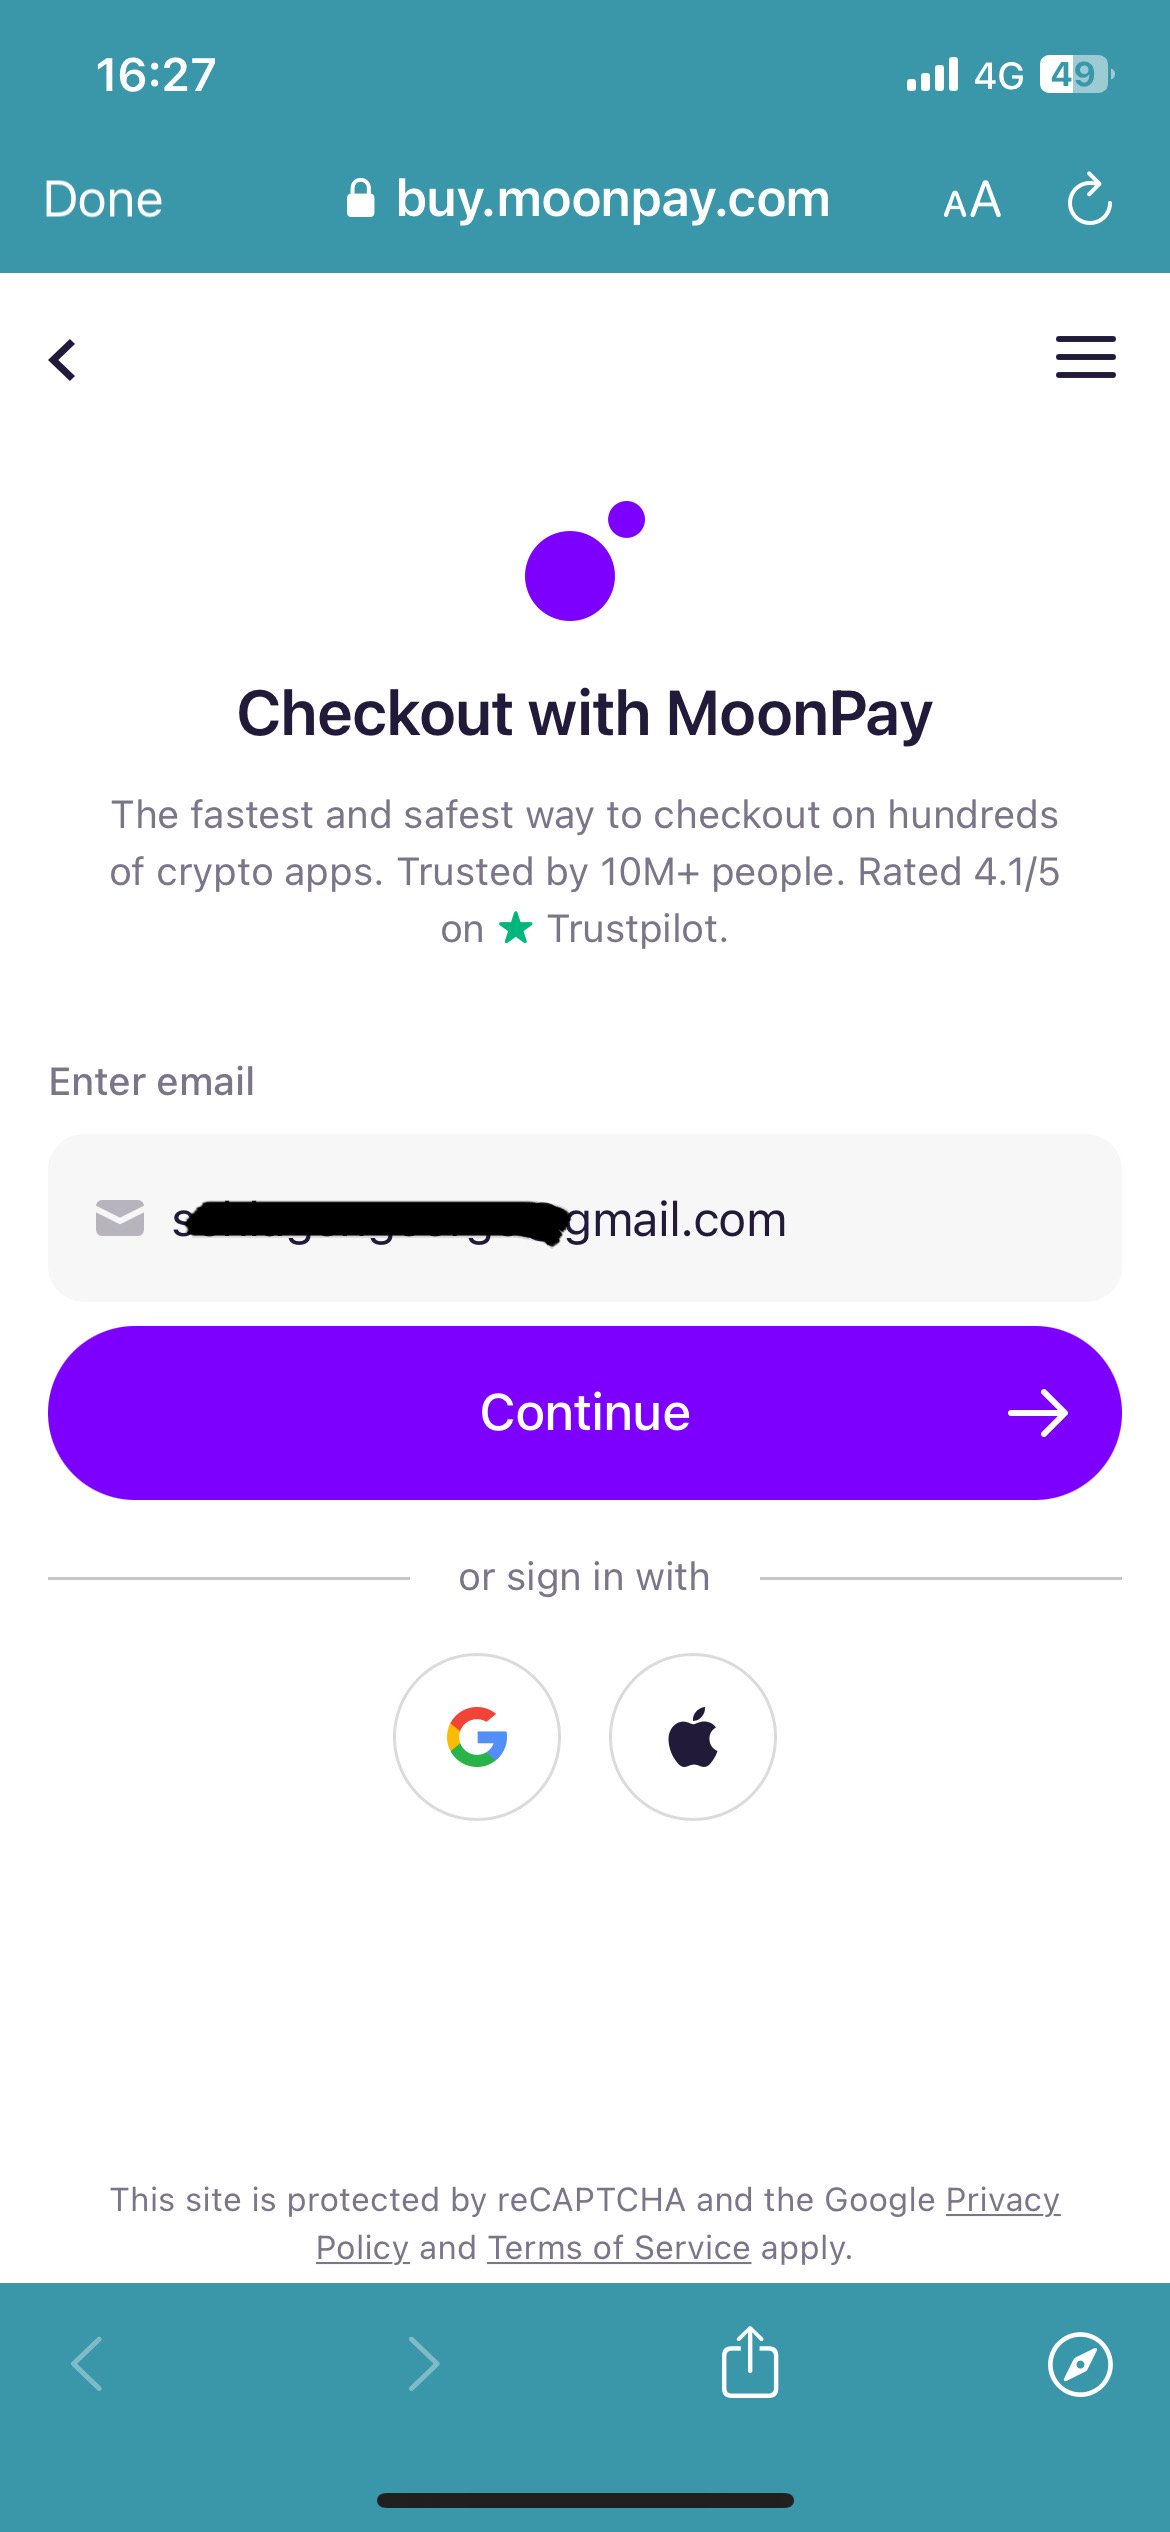 16:27
4G 49
Done buy.moonpay.com AA
Checkout with MoonPay
The fastest and safest way to checkout on hundreds
of crypto apps. Trusted by 10M+ people. Rated 4.1/5
on ★ Trustpilot.
Enter email
gmail.com
Continue
or sign in with
This site is protected by reCAPTCHA and the Google Privacy
Policy and Terms of Service apply.